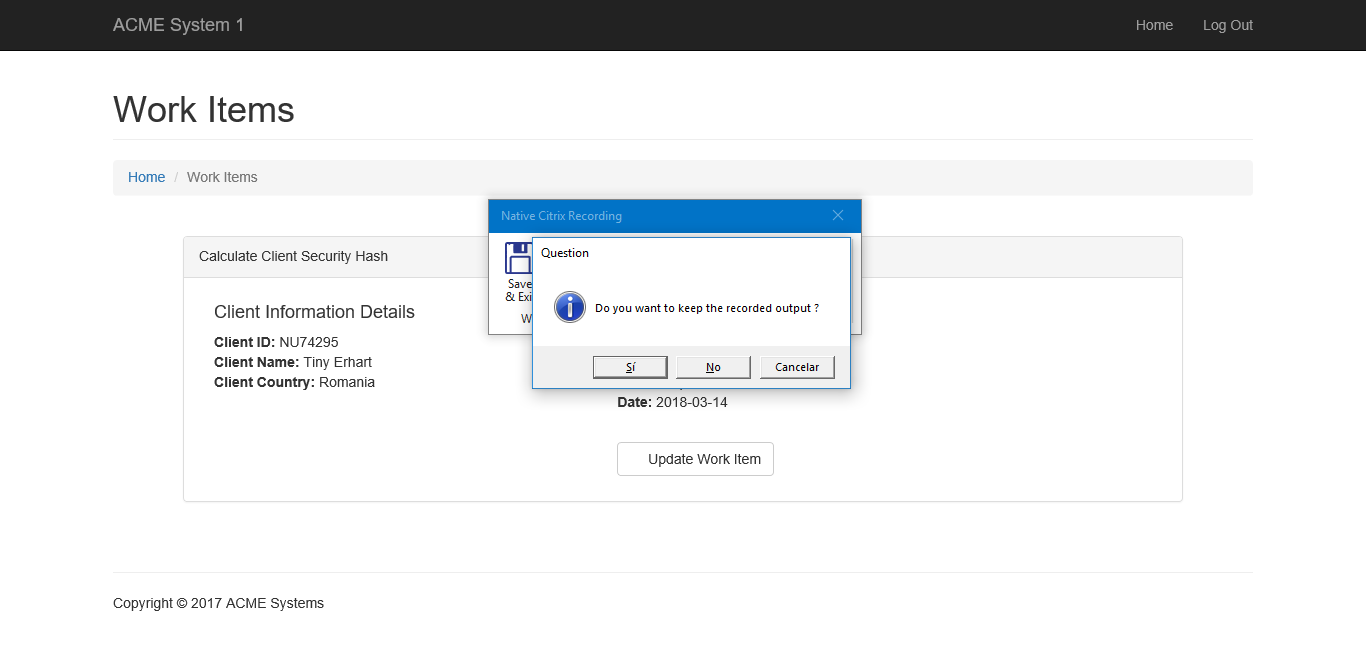 ACME System 1
Home
Log Out
Work Items
Home / Work Items
Native Citrix Recording
Calculate Client Security Hash
Save
& Exi
W
Question
Do you want to keep the recorded output ?
Sí
No
Cancelar
Client Information Details
Client ID: NU74295
Client Name: Tiny Erhart
Client Country: Romania
Date: 2018-03-14
Update Work Item
Copyright © 2017 ACME Systems